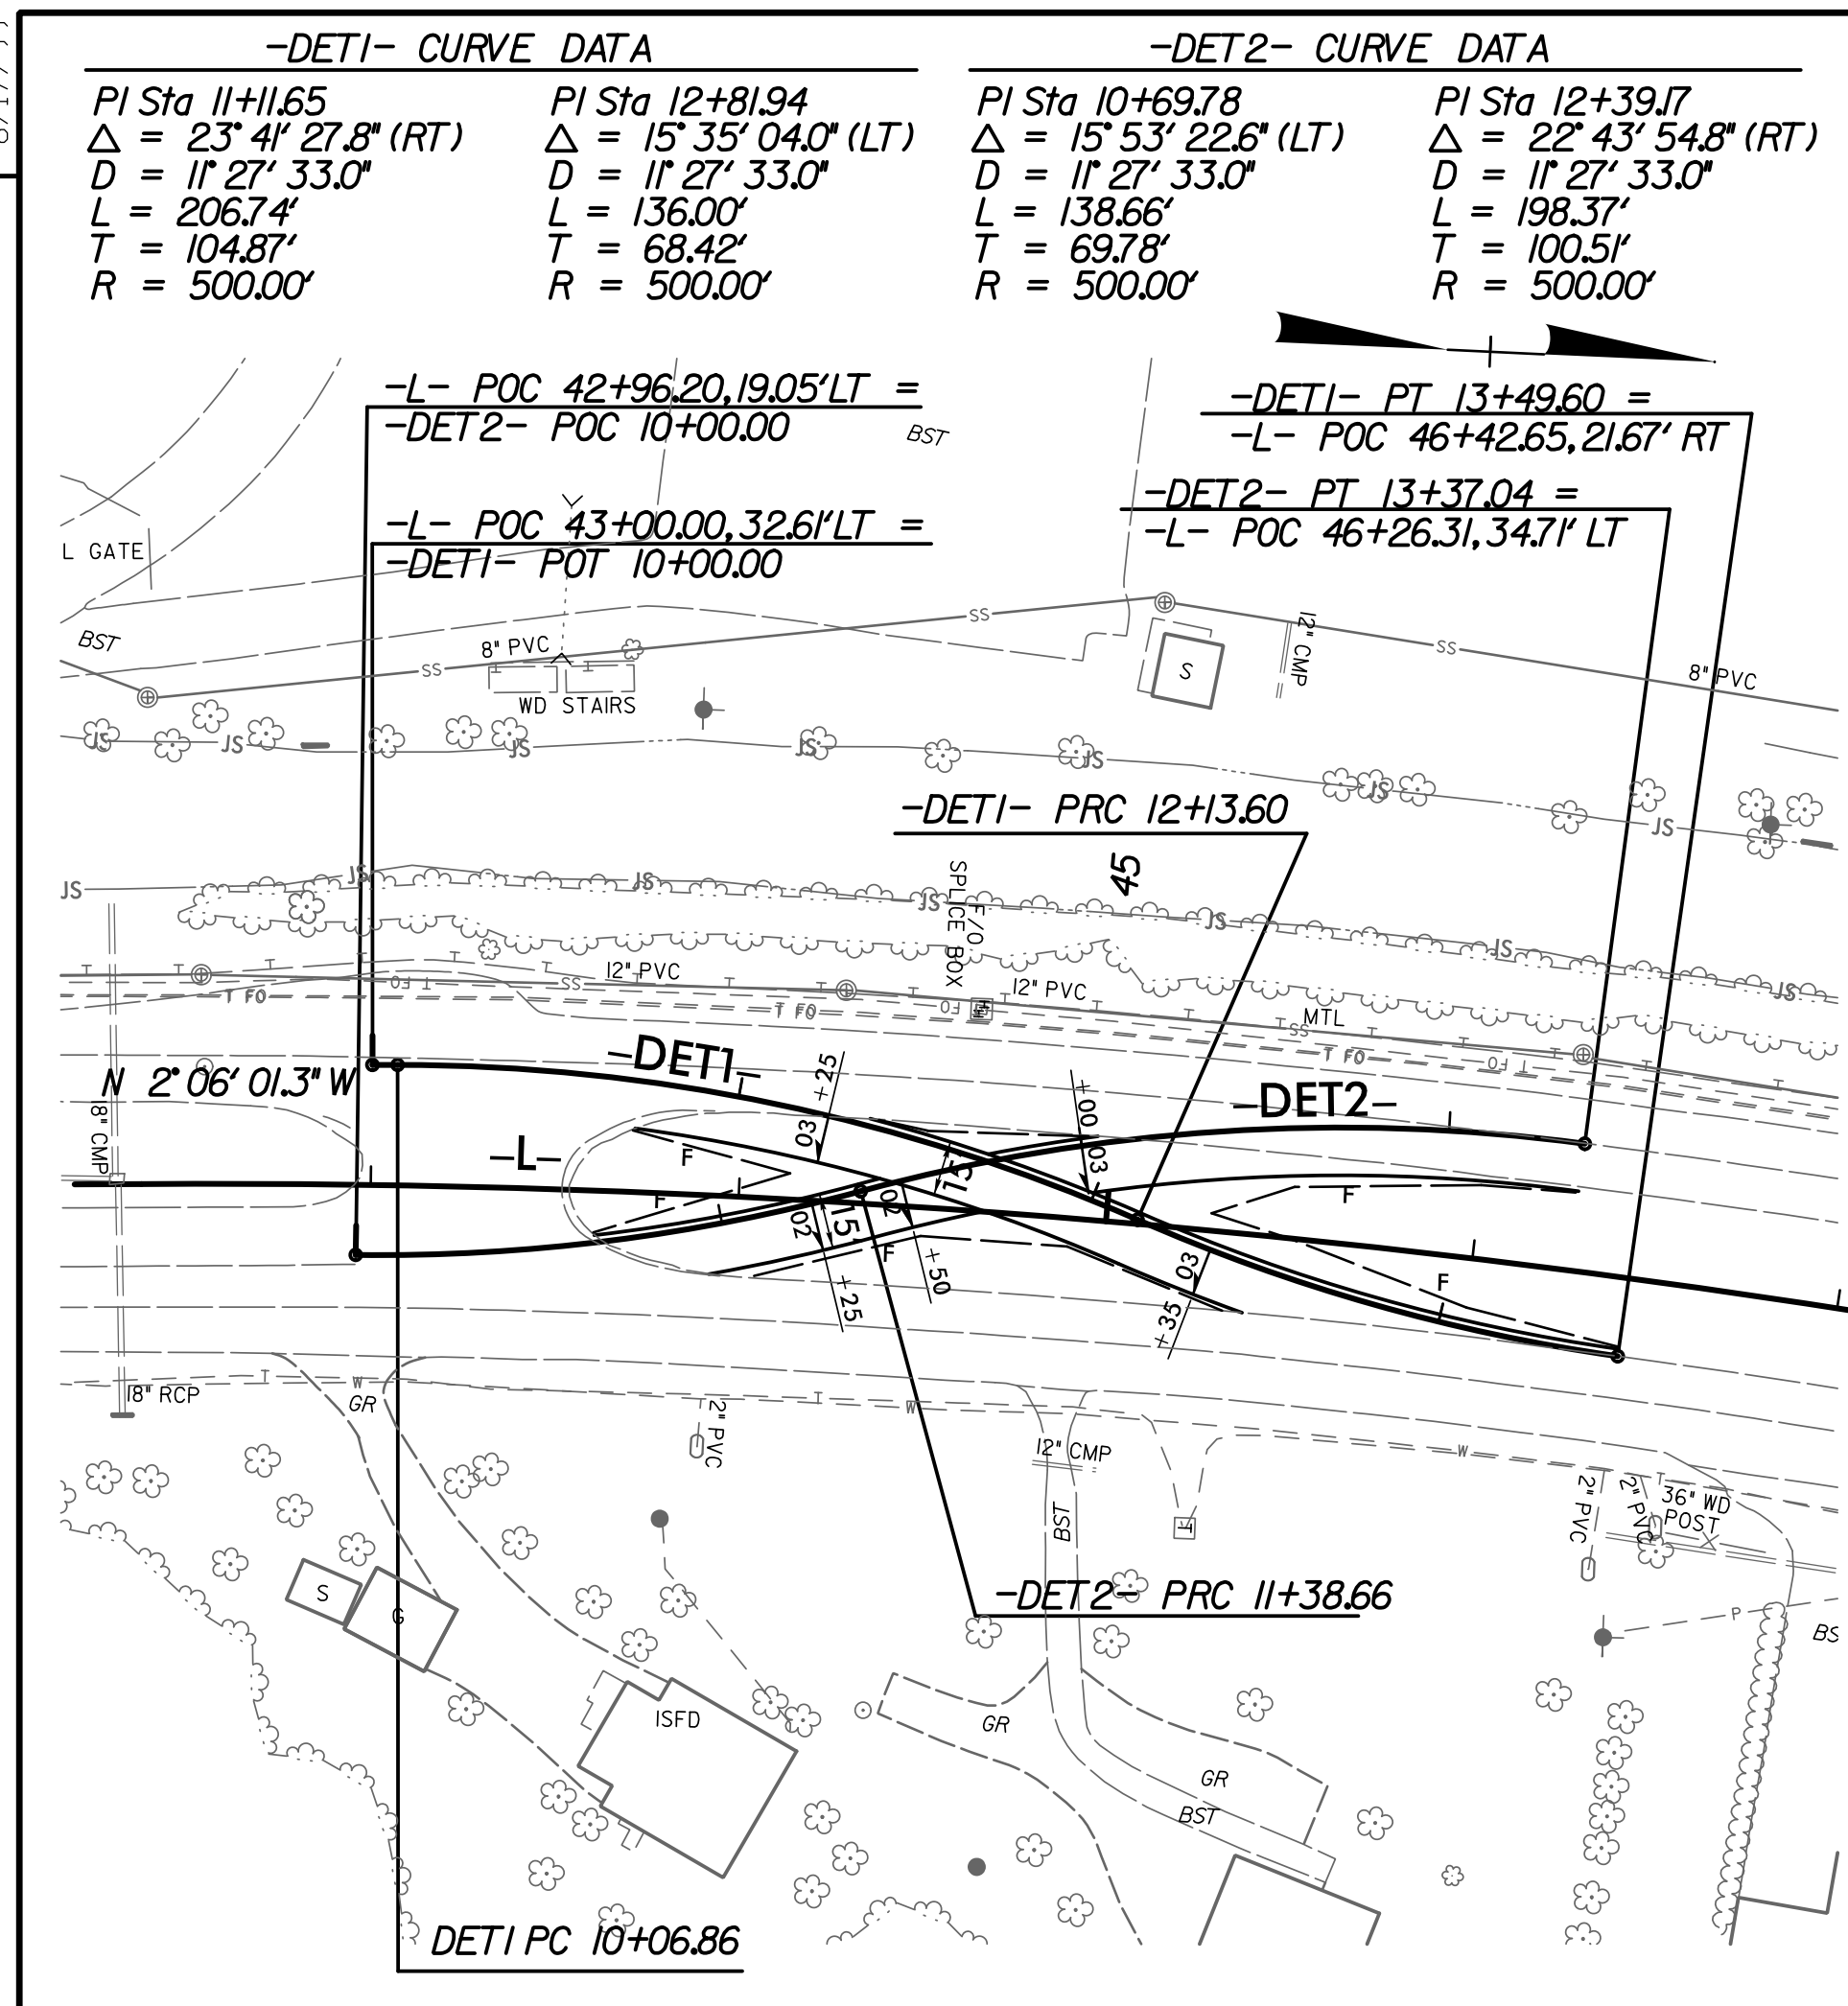 -DET1- CURVE DATA
PI Sta 11+11.65
△ = 23° 41' 27.8" (RT)
D = 11° 27' 33.0"
L = 206.74'
T = 104.87'
R = 500.00'
PI Sta 12+81.94
△ = 15° 35' 04.0" (LT)
D = 11° 27' 33.0"
L = 136.00'
T = 68.42'
R = 500.00'
-DET2- CURVE DATA
PI Sta 10+69.78
△ = 15° 53' 22.6" (LT)
D = 11° 27' 33.0"
L = 138.66'
T = 69.78'
R = 500.00'
PI Sta 12+39.17
△ = 22° 43' 54.8" (RT)
D = 11° 27' 33.0"
L = 198.37'
T = 100.51'
R = 500.00'
-L- POC 42+96.20, 19.05' LT =
-DET2- POC 10+00.00
BST
-DET1- PT 13+49.60 =
-L- POC 46+42.65, 21.67' RT
-DET2- PT 13+37.04 =
-L- POC 46+26.31, 34.71' LT
-L- POC 43+00.00, 32.61' LT =
-DET1- POT 10+00.00
L GATE
BST
8" PVC
SS
SS
SS
WD STAIRS
S
12" CMP
8" PVC
JS
JS
JS
JS
JS
JS
JS
-DET1- PRC 12+13.60
45
JS
JS
JS
JS
JS
JS
JS
F/O
SPLICE BOX
12" PVC
12" PVC
SS
SS
MTL
T FO
T FO
T FO
T FO
FO
T FO
H
N 2° 06' 01.3" W
18" CMP
-DET1-
-DET2-
-L-
+25
03
+00
03
15
F
F
F
F
F
02
15
02
+25
+50
03
+35
18" RCP
GR
T
W
T
W
W
T
2" PVC
12" CMP
BST
T
2" PVC
2" PVC
36" WD
POST
-DET2- PRC 11+38.66
S
G
1SFD
GR
GR
BST
P
BS
DET1 PC 10+06.86